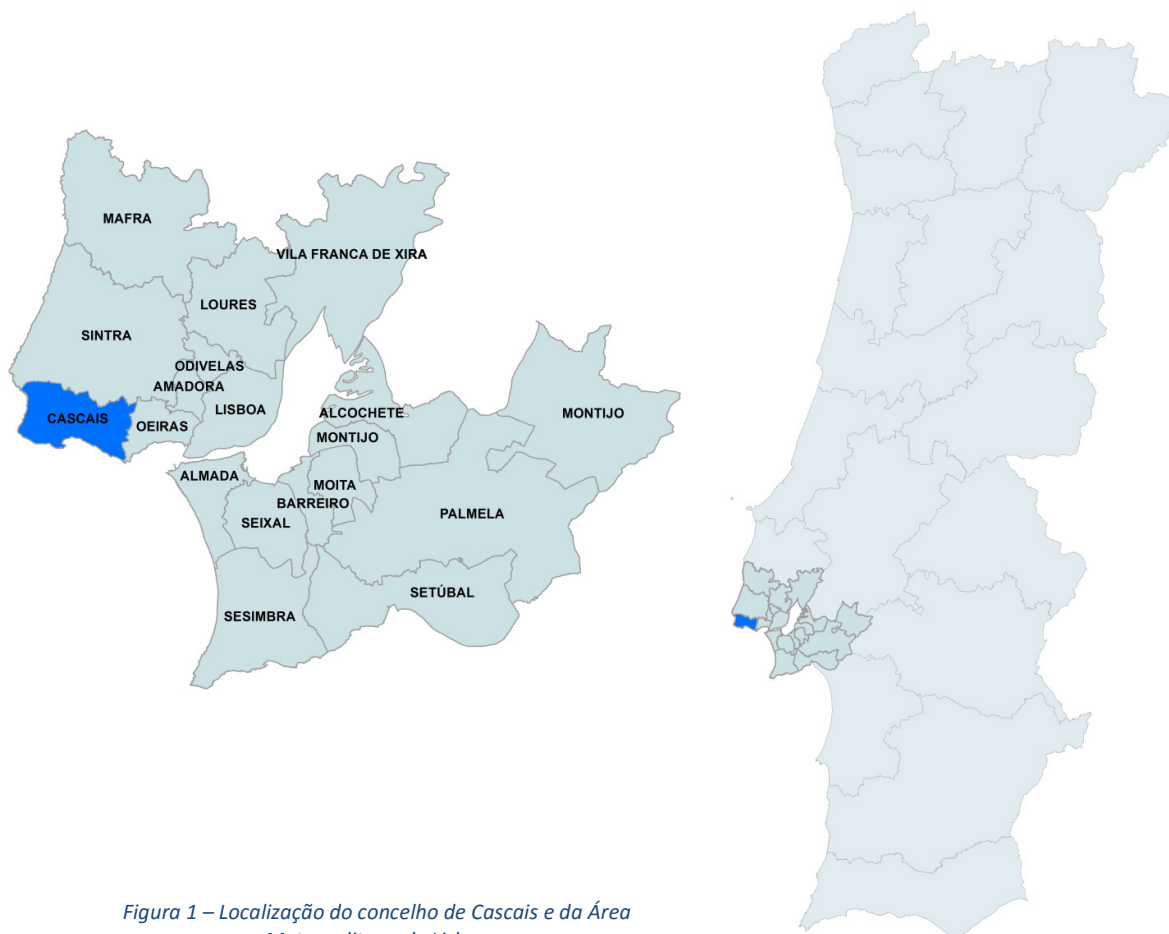 MAFRA
VILA FRANCA DE XIRA
LOURES
SINTRA
ODIVELAS
AMADORA
LISBOA
CASCAIS
OEIRAS
ALCOCHETE
MONTIJO
MONTIJO
ALMADA
MOITA
BARREIRO
SEIXAL
PALMELA
SETÚBAL
SESIMBRA
Figura 1 – Localização do concelho de Cascais e da Área